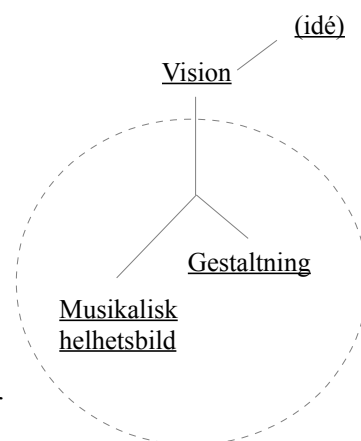 (idé)
Vision
Gestaltning
Musikalisk
helhetsbild